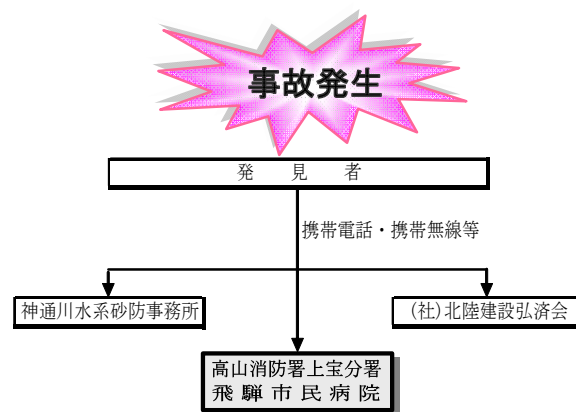 事故発生
発見者
携帯電話・携帯無線等
神通川水系砂防事務所
(社)北陸建設弘済会
高山消防署上宝分署
飛騨市民病院